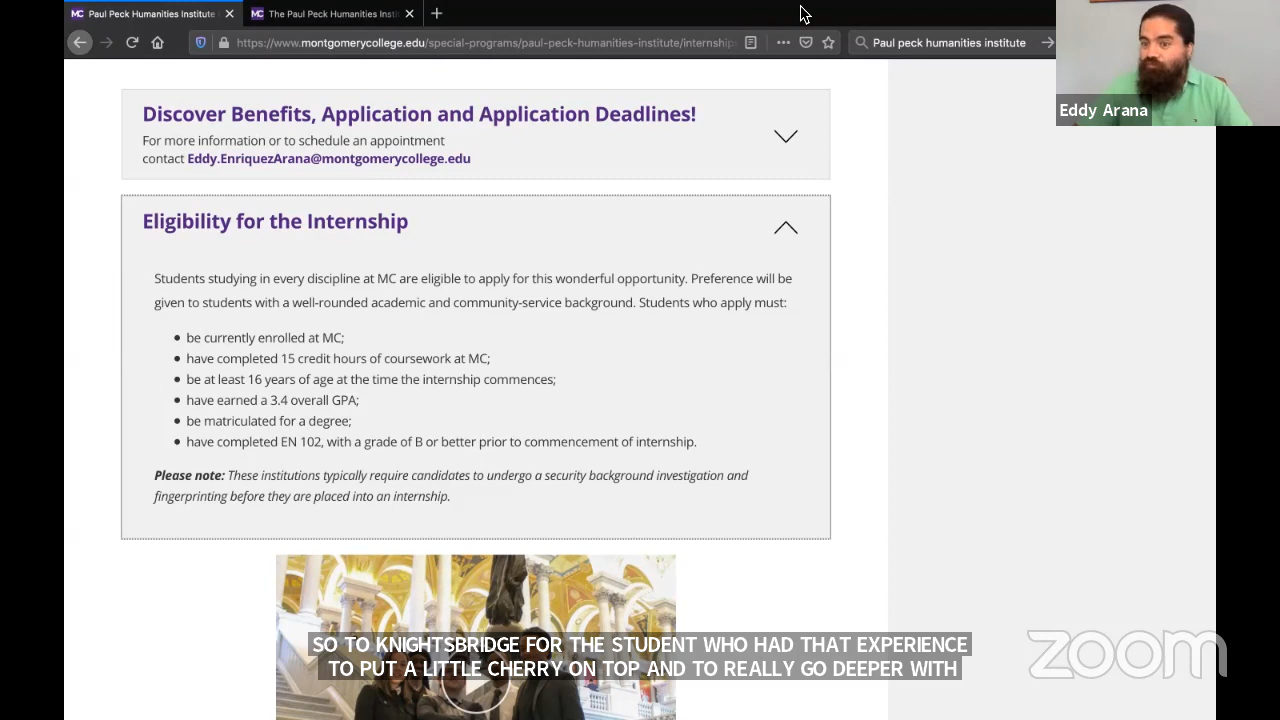 MC Paul Peck Humanities Institute
MC The Paul Peck Humanities Insti
https://www.montgomerycollege.edu/special-programs/paul-peck-humanities-institute/internship
Paul peck humanities institute
Eddy Arana
Discover Benefits, Application and Application Deadlines!
For more information or to schedule an appointment
contact Eddy.EnriquezArana@montgomerycollege.edu
Eligibility for the Internship
Students studying in every discipline at MC are eligible to apply for this wonderful opportunity. Preference will be
given to students with a well-rounded academic and community-service background. Students who apply must:
• be currently enrolled at MC;
• have completed 15 credit hours of coursework at MC;
• be at least 16 years of age at the time the internship commences;
• have earned a 3.4 overall GPA;
• be matriculated for a degree;
• have completed EN 102, with a grade of B or better prior to commencement of internship.
Please note: These institutions typically require candidates to undergo a security background investigation and
fingerprinting before they are placed into an internship.
SO TO KNIGHTSBRIDGE FOR THE STUDENT WHO HAD THAT EXPERIENCE
TO PUT A LITTLE CHERRY ON TOP AND TO REALLY GO DEEPER WITH
zoom